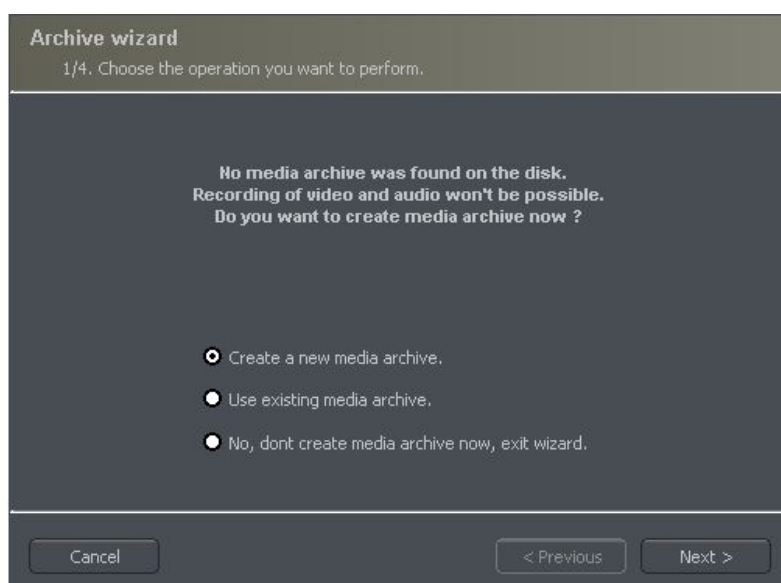 Archive wizard
1/4. Choose the operation you want to perform.
No media archive was found on the disk.
Recording of video and audio won't be possible.
Do you want to create media archive now ?
Create a new media archive.
Use existing media archive.
No, dont create media archive now, exit wizard.
Cancel
< Previous
Next >